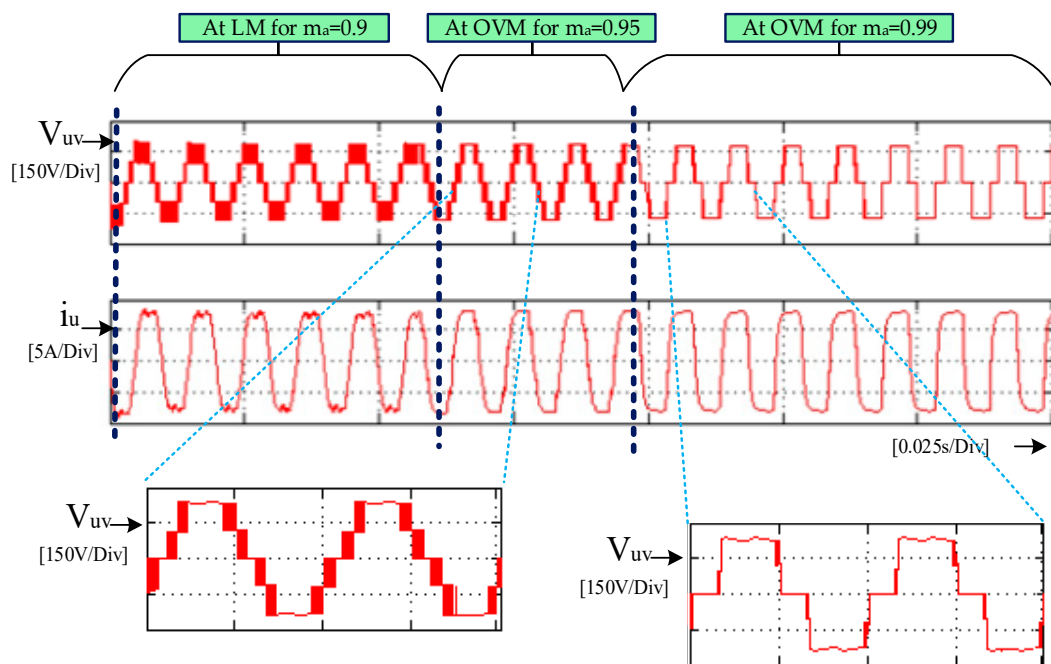 At LM for ma=0.9
At OVM for ma=0.95
At OVM for ma=0.99
Vuv
[150V/Div]
iu
[5A/Div]
[0.025s/Div]
Vuv
[150V/Div]
Vuv
[150V/Div]